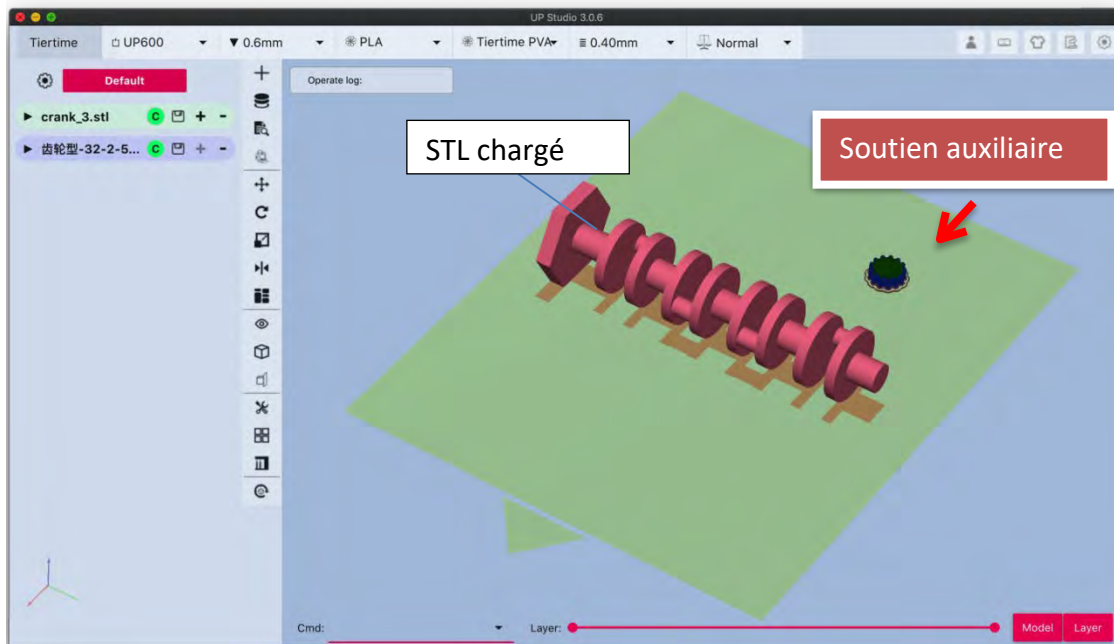 UP Studio 3.0.6
Tiertime UP600 0.6mm PLA Tiertime PVA 0.40mm Normal
Default
Operate log:
crank_3.stl C + -
齿轮型-32-2-5... C + -
STL chargé
Soutien auxiliaire
Cmd: Layer: Model Layer